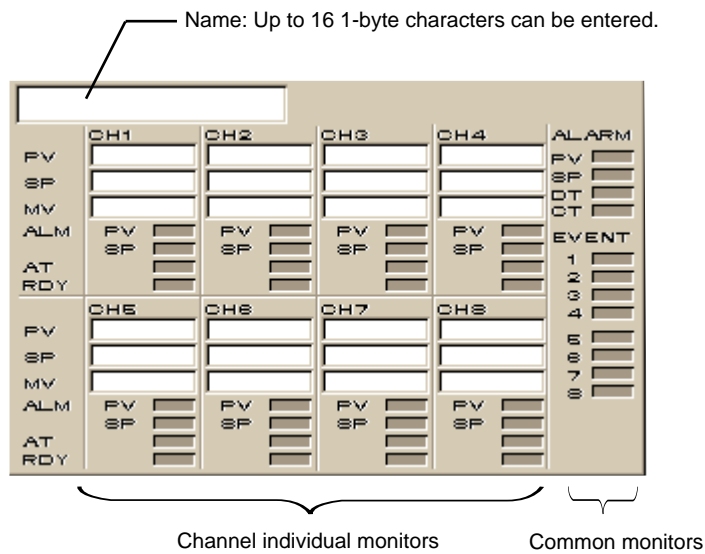 Name: Up to 16 1-byte characters can be entered.
CH1 CH2 CH3 CH4 ALARM
PV PV
SP SP
DT
MV CT
ALM PV PV PV PV
SP SP SP SP EVENT
1
AT 2
RDY 3
4
CH5 CH6 CH7 CH8
PV 5
SP 6
7
MV 8
ALM PV PV PV PV
SP SP SP SP
AT
RDY
Channel individual monitors Common monitors